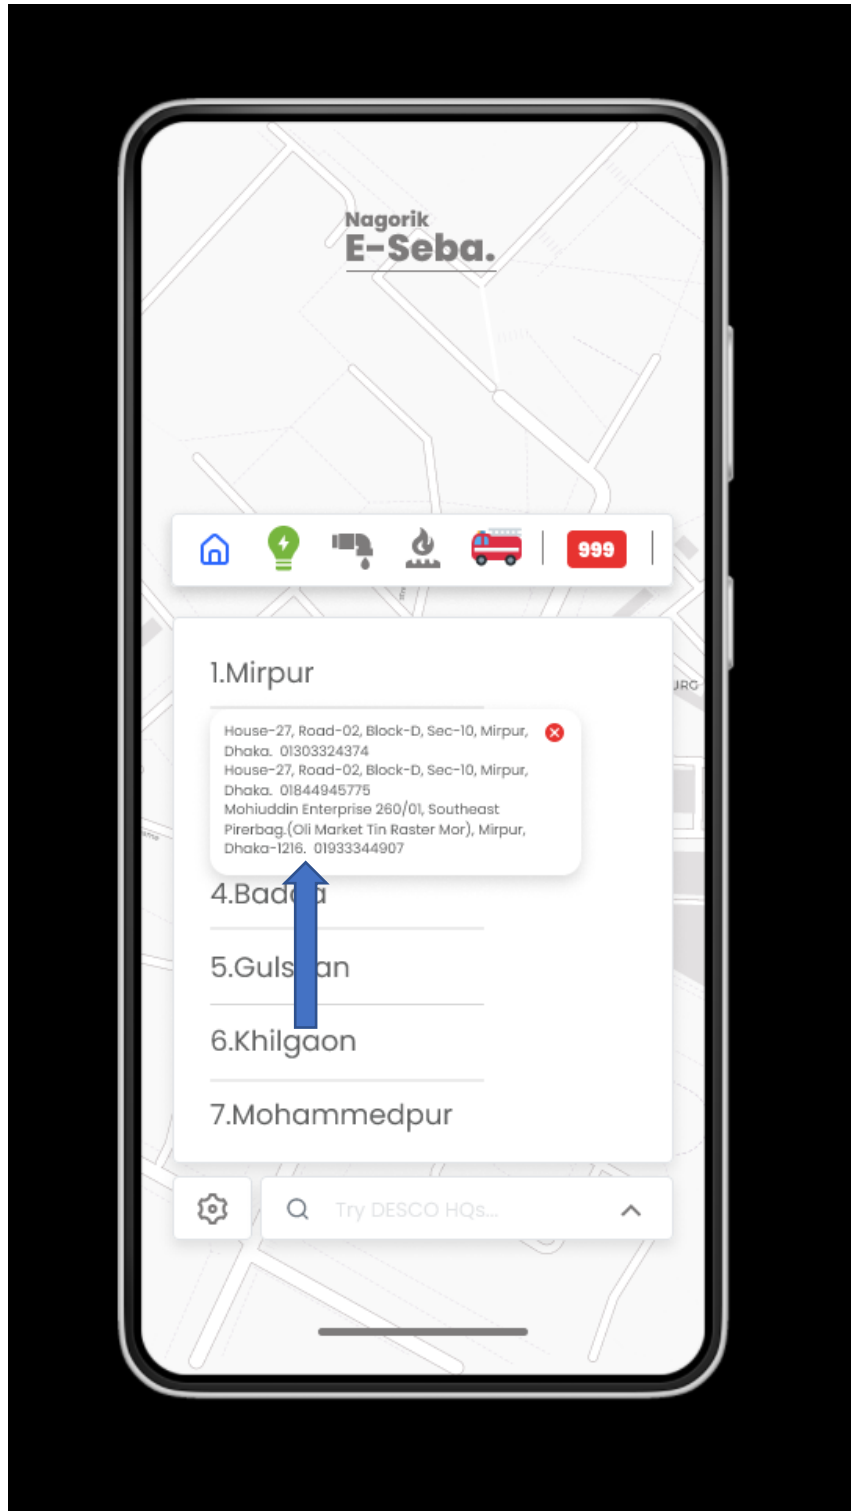 Nagorik
E-Seba.
999
JRG
1.Mirpur
House-27, Road-02, Block-D, Sec-10, Mirpur,
Dhaka. 01303324374
House-27, Road-02, Block-D, Sec-10, Mirpur,
Dhaka. 01844945775
Mohiuddin Enterprise 260/01, Southeast
Pirerbag.(Oli Market Tin Raster Mor), Mirpur,
Dhaka-1216. 01933344907
5.Gulshan
6.Khilgaon
7.Mohammedpur
Try DESCO HQs...